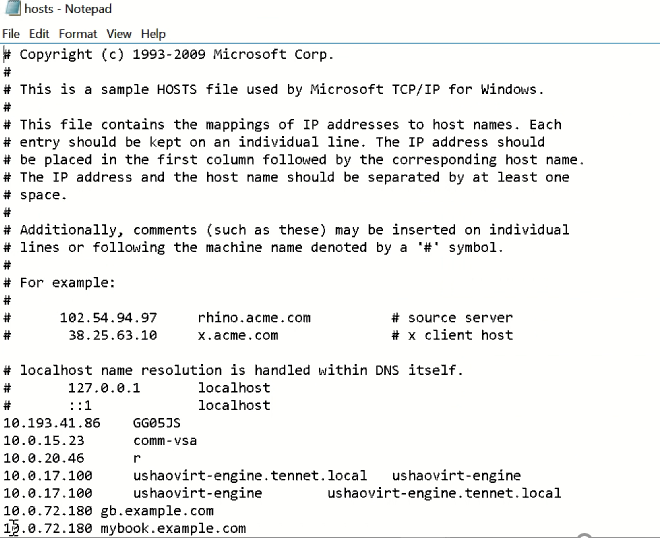 hosts - Notepad
File Edit Format View Help
# Copyright (c) 1993-2009 Microsoft Corp.
#
# This is a sample HOSTS file used by Microsoft TCP/IP for Windows.
#
# This file contains the mappings of IP addresses to host names. Each
# entry should be kept on an individual line. The IP address should
# be placed in the first column followed by the corresponding host name.
# The IP address and the host name should be separated by at least one
# space.
#
# Additionally, comments (such as these) may be inserted on individual
# lines or following the machine name denoted by a '#' symbol.
#
# For example:
#
#      102.54.94.97     rhino.acme.com          # source server
#       38.25.63.10     x.acme.com              # x client host

# localhost name resolution is handled within DNS itself.
#       127.0.0.1       localhost
#       ::1             localhost
10.193.41.86    GG05JS
10.0.15.23      comm-vsa
10.0.20.46      r
10.0.17.100     ushaovirt-engine.tennet.local   ushaovirt-engine
10.0.17.100     ushaovirt-engine        ushaovirt-engine.tennet.local
10.0.72.180 gb.example.com
10.0.72.180 mybook.example.com